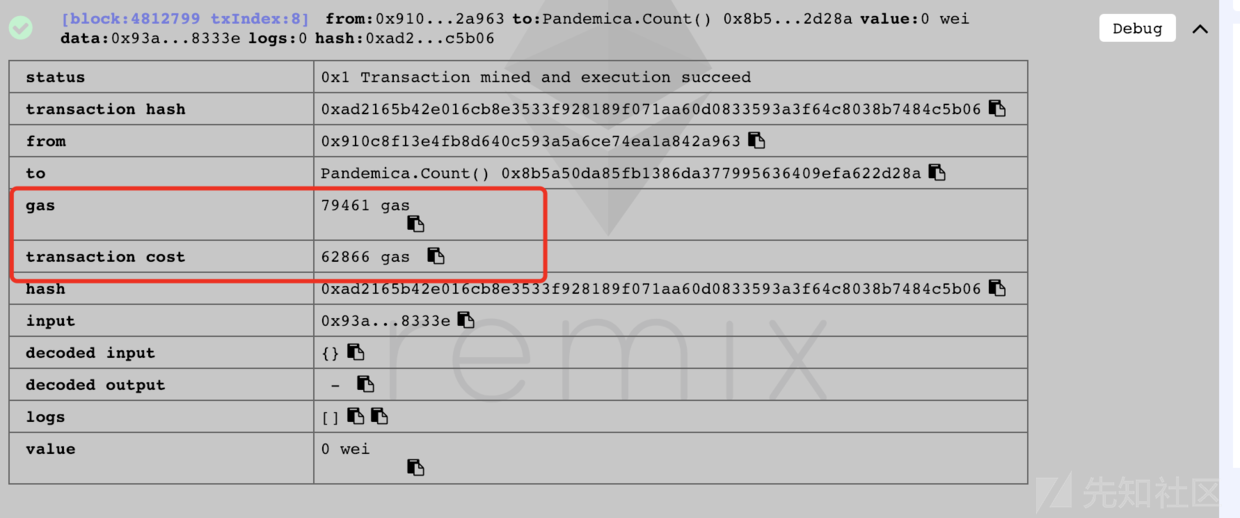 [block:4812799 txIndex:8] from:0x910...2a963 to:Pandemica.Count() 0x8b5...2d28a value:0 wei
data:0x93a...8333e logs:0 hash:0xad2...c5b06
Debug
status 0x1 Transaction mined and execution succeed
transaction hash 0xad2165b42e016cb8e3533f928189f071aa60d0833593a3f64c8038b7484c5b06
from 0x910c8f13e4fb8d640c593a5a6ce74ea1a842a963
to Pandemica.Count() 0x8b5a50da85fb1386da377995636409efa622d28a
gas 79461 gas
transaction cost 62866 gas
hash 0xad2165b42e016cb8e3533f928189f071aa60d0833593a3f64c8038b7484c5b06
input 0x93a...8333e
decoded input {}
decoded output -
logs []
value 0 wei
remix
先知社区